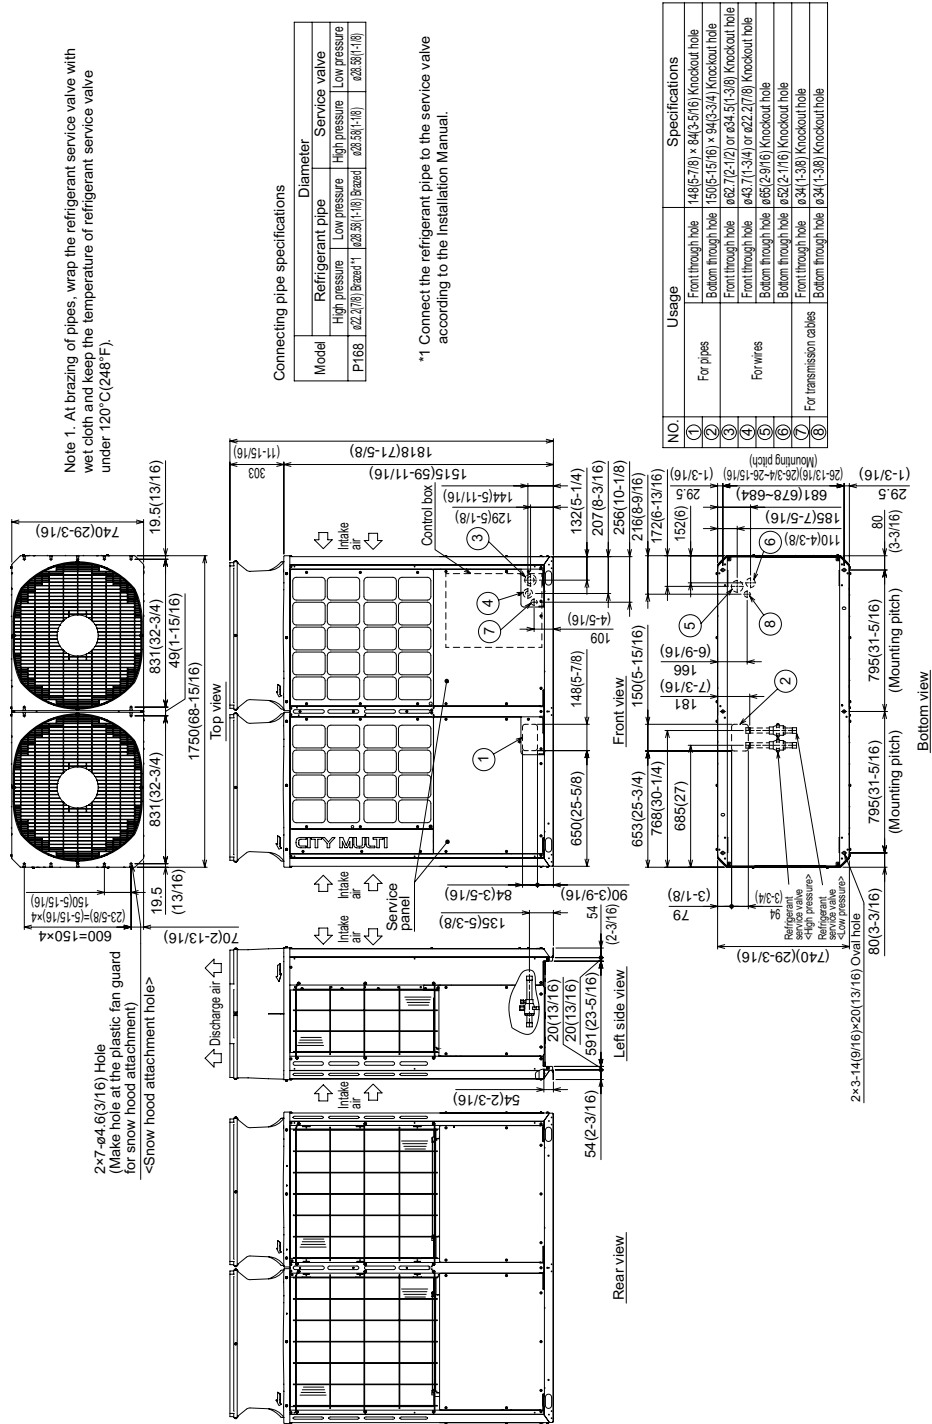 Note 1. At brazing of pipes, wrap the refrigerant service valve with
wet cloth and keep the temperature of refrigerant service valve
under 120°C(248°F).
Connecting pipe specifications
Model
Diameter
Refrigerant pipe
Service valve
High pressure
Low pressure
High pressure
Low pressure
P168
ø22.2(7/8) Brazed*1
ø28.58(1-1/8) Brazed
ø28.58(1-1/8)
ø28.58(1-1/8)
*1 Connect the refrigerant pipe to the service valve
according to the Installation Manual.
NO.
Usage
Specifications
①
For pipes
Front through hole
148(5-7/8) × 84(3-5/16) Knockout hole
②
Bottom through hole
150(5-15/16) × 94(3-3/4) Knockout hole
③
For wires
Front through hole
ø62.7(2-1/2) or ø34.5(1-3/8) Knockout hole
④
Front through hole
ø43.7(1-3/4) or ø22.2(7/8) Knockout hole
⑤
Bottom through hole
ø65(2-9/16) Knockout hole
⑥
Bottom through hole
ø52(2-1/16) Knockout hole
⑦
For transmission cables
Front through hole
ø34(1-3/8) Knockout hole
⑧
Bottom through hole
ø34(1-3/8) Knockout hole
2×7-ø4.6(3/16) Hole
(Make hole at the plastic fan guard
for snow hood attachment)
<Snow hood attachment hole>
600=150×4
(23-5/8)=(5-15/16)×4
150(5-15/16)
70(2-13/16)
19.5
(13/16)
831(32-3/4)
49(1-15/16)
831(32-3/4)
19.5(13/16)
1750(68-15/16)
740(29-3/16)
Top view
Discharge air
Intake
air
Intake
air
Intake
air
Intake
air
Service
panel
Control box
CITY MULTI
303
(11-15/16)
1818(71-5/8)
1515(59-11/16)
144(5-11/16)
129(5-1/8)
132(5-1/4)
207(8-3/16)
256(10-1/8)
109
(4-5/16)
①
③
④
⑦
84(3-5/16)
90(3-9/16)
650(25-5/8)
148(5-7/8)
Front view
135(5-3/8)
54
(2-3/16)
20(13/16)
20(13/16)
591(23-5/16)
54(2-3/16)
54(2-3/16)
Left side view
Rear view
653(25-3/4)
768(30-1/4)
685(27)
150(5-15/16)
181
(7-3/16)
166
(6-9/16)
216(8-9/16)
172(6-13/16)
152(6)
②
⑤
⑥
⑧
29.5
(1-3/16)
681(678-684)
(26-13/16)(26-3/4~26-15/16)
(Mounting pitch)
185(7-5/16)
110(4-3/8)
29.5
(1-3/16)
79
(3-1/8)
94
(3-3/4)
(740)(29-3/16)
Refrigerant
service valve
<High pressure>
Refrigerant
service valve
<Low pressure>
2×3-14(9/16)×20(13/16) Oval hole
80(3-3/16)
795(31-5/16)
(Mounting pitch)
795(31-5/16)
(Mounting pitch)
80
(3-3/16)
Bottom view